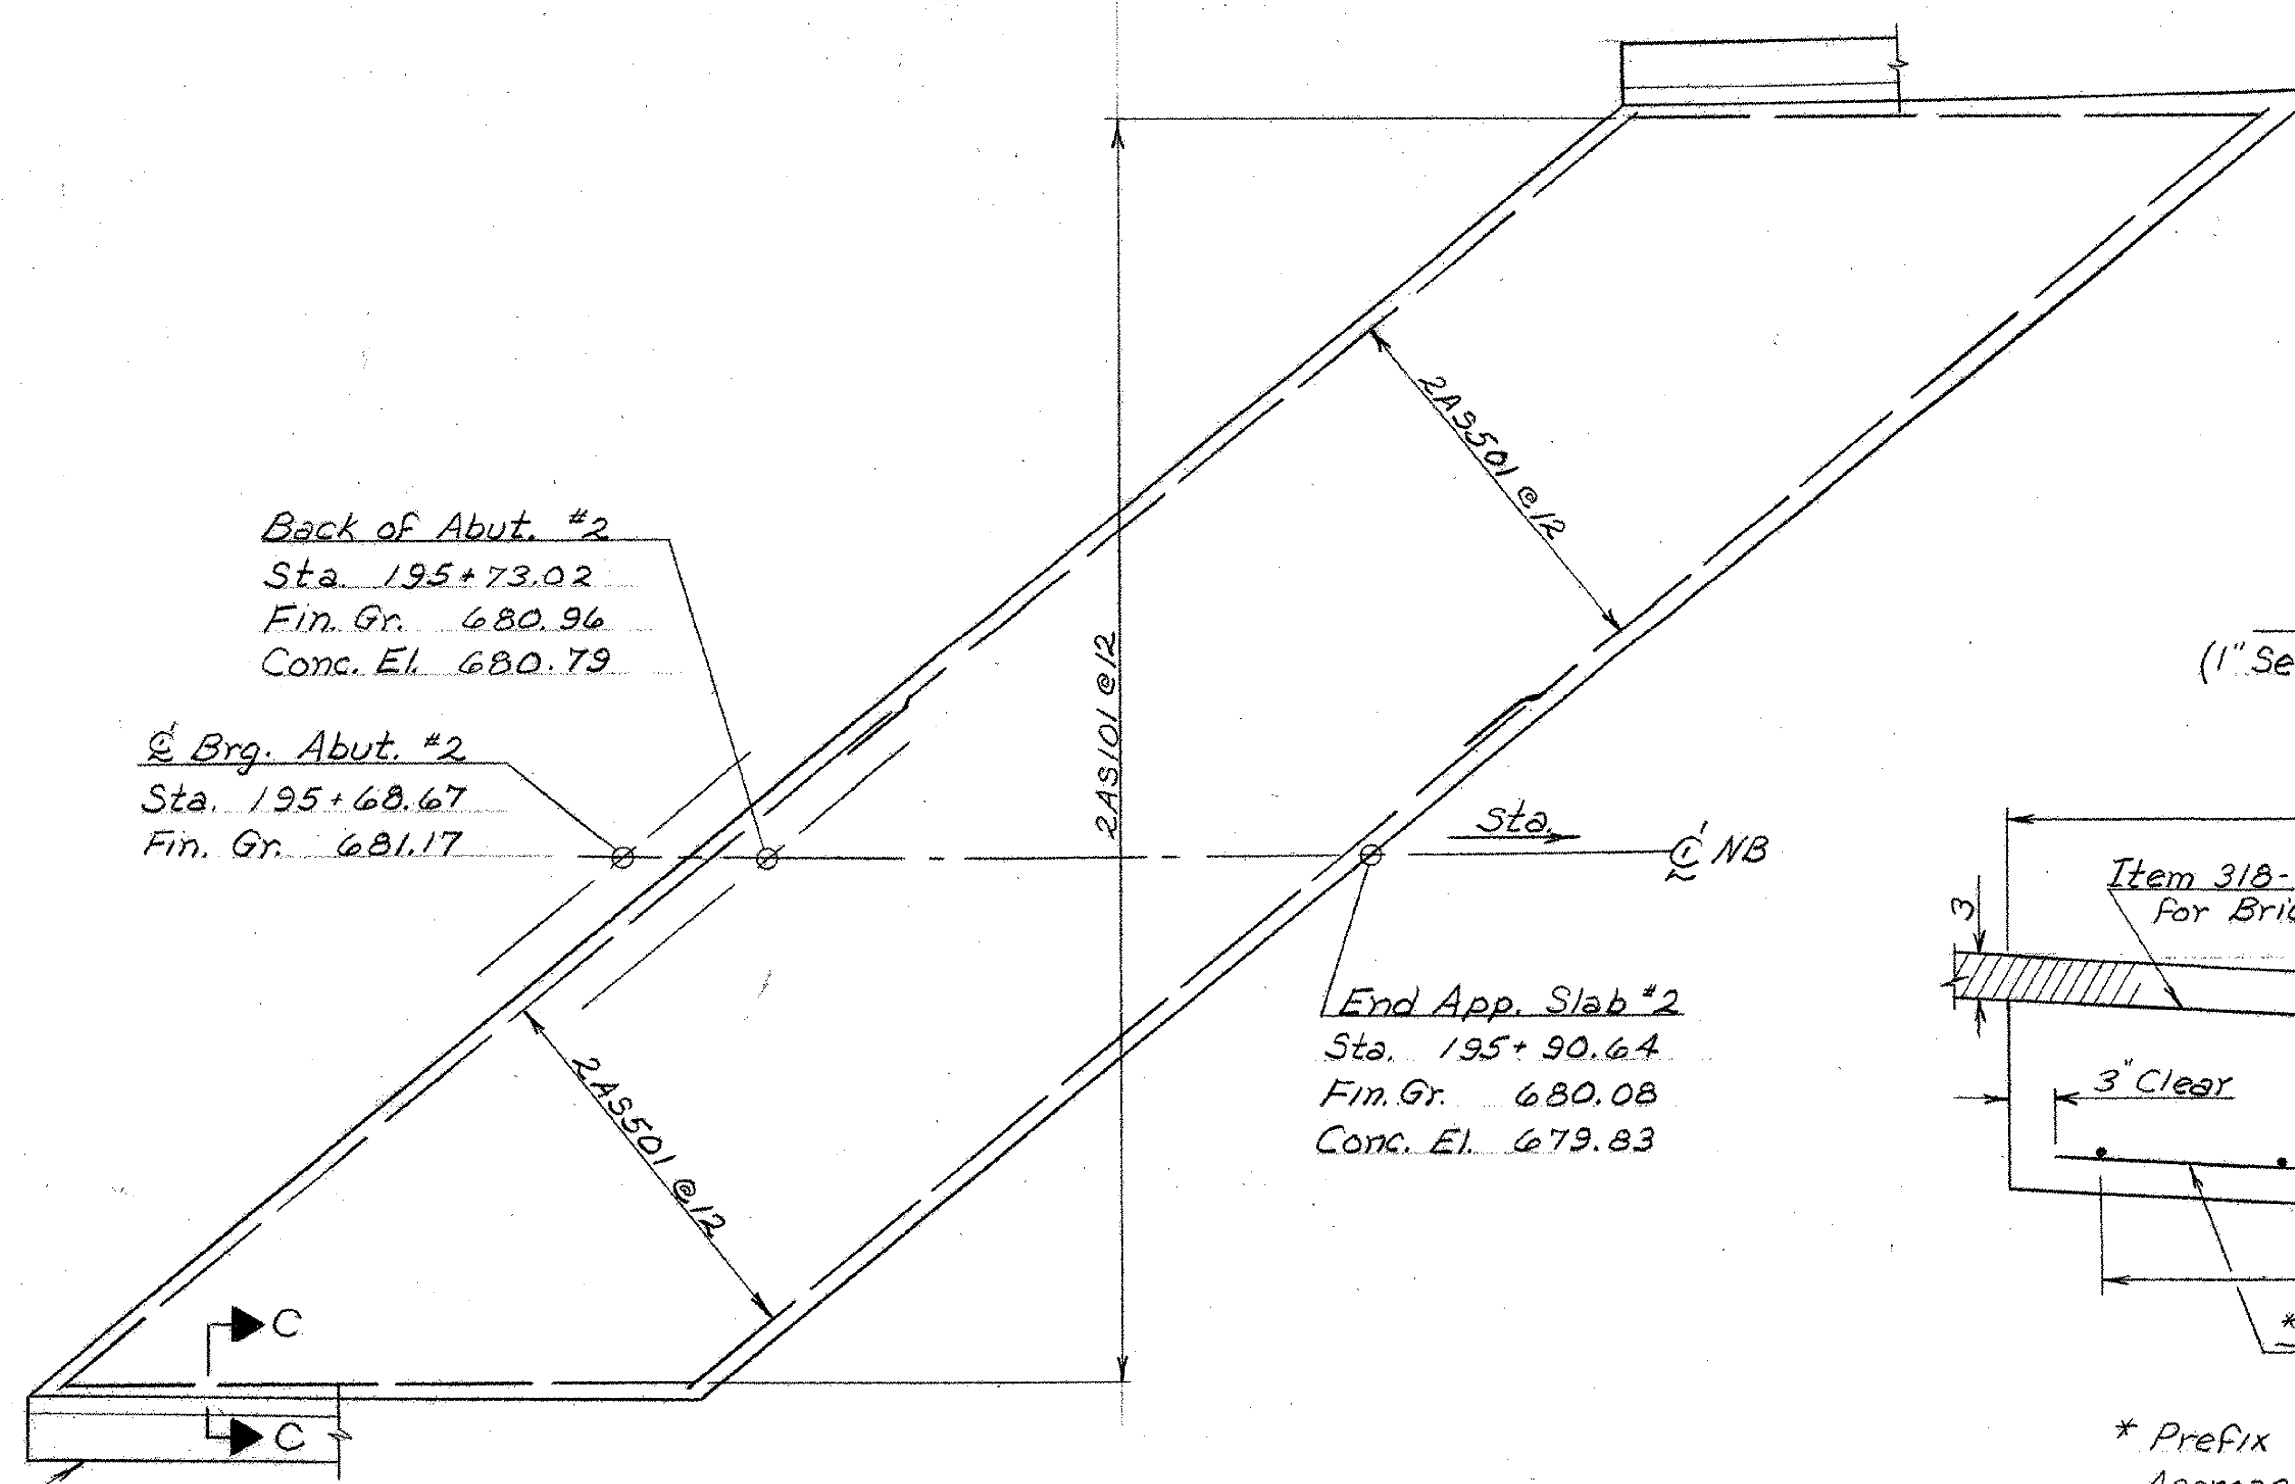 2AS501 @ 12
Back of Abut. #2
Sta. 195+73.02
Fin. Gr. 680.96
Conc. El. 680.79
2AS101 @ 12
(1" Se
℄ Brg. Abut. #2
Sta. 195+68.67
Fin. Gr. 681.17
Sta.
℄ NB
Item 318-
for Bri
3
End App. Slab #2
Sta. 195+90.64
Fin. Gr. 680.08
Conc. El. 679.83
3" Clear
2AS501 @ 12
C
*
C
* Prefix